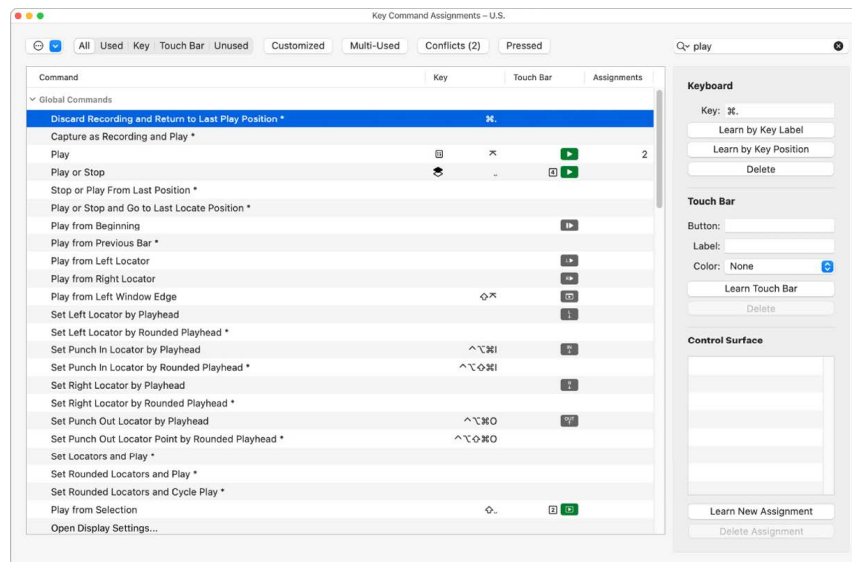 Key Command Assignments – U.S.
All Used Key Touch Bar Unused Customized Multi-Used Conflicts (2) Pressed play
Command Key Touch Bar Assignments
Global Commands
Discard Recording and Return to Last Play Position * ⌘.
Capture as Recording and Play *
Play ⌤ 2
Play or Stop 4
Stop or Play From Last Position *
Play or Stop and Go to Last Locate Position *
Play from Beginning
Play from Previous Bar *
Play from Left Locator
Play from Right Locator
Play from Left Window Edge ⇧⌤
Set Left Locator by Playhead
Set Left Locator by Rounded Playhead *
Set Punch In Locator by Playhead ^⌥⌘I IN
Set Punch In Locator by Rounded Playhead * ^⌥⇧⌘I
Set Right Locator by Playhead
Set Right Locator by Rounded Playhead *
Set Punch Out Locator by Playhead ^⌥⌘O OUT
Set Punch Out Locator Point by Rounded Playhead * ^⌥⇧⌘O
Set Locators and Play *
Set Rounded Locators and Play *
Set Rounded Locators and Cycle Play *
Play from Selection ⇧⎵ 2
Open Display Settings...
Keyboard
Key: ⌘.
Learn by Key Label
Learn by Key Position
Delete
Touch Bar
Button:
Label:
Color: None
Learn Touch Bar
Delete
Control Surface
Learn New Assignment
Delete Assignment